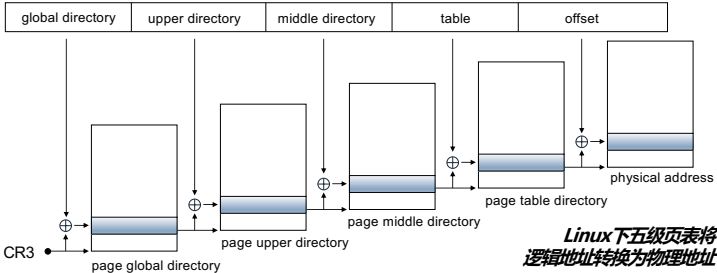 global directory
upper directory
middle directory
table
offset
physical address
page table directory
page middle directory
page upper directory
CR3
page global directory
Linux下五级页表将
逻辑地址转换为物理地址